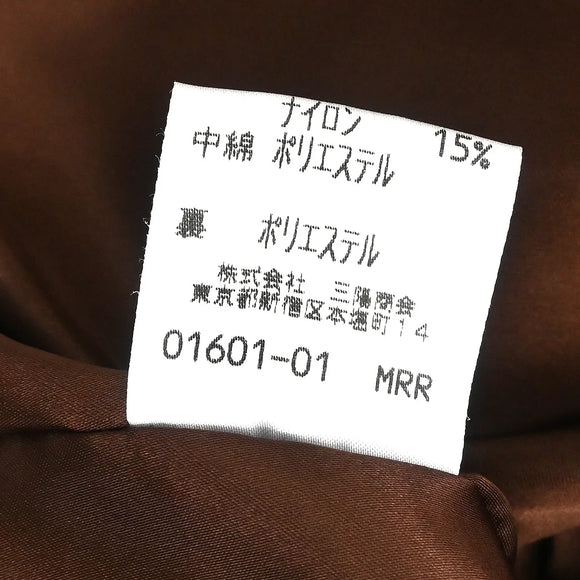 ナイロン 15%
中綿 ポリエステル
裏 ポリエステル
株式会社 三陽商会
東京都新宿区本塩町14
01601-01 MRR